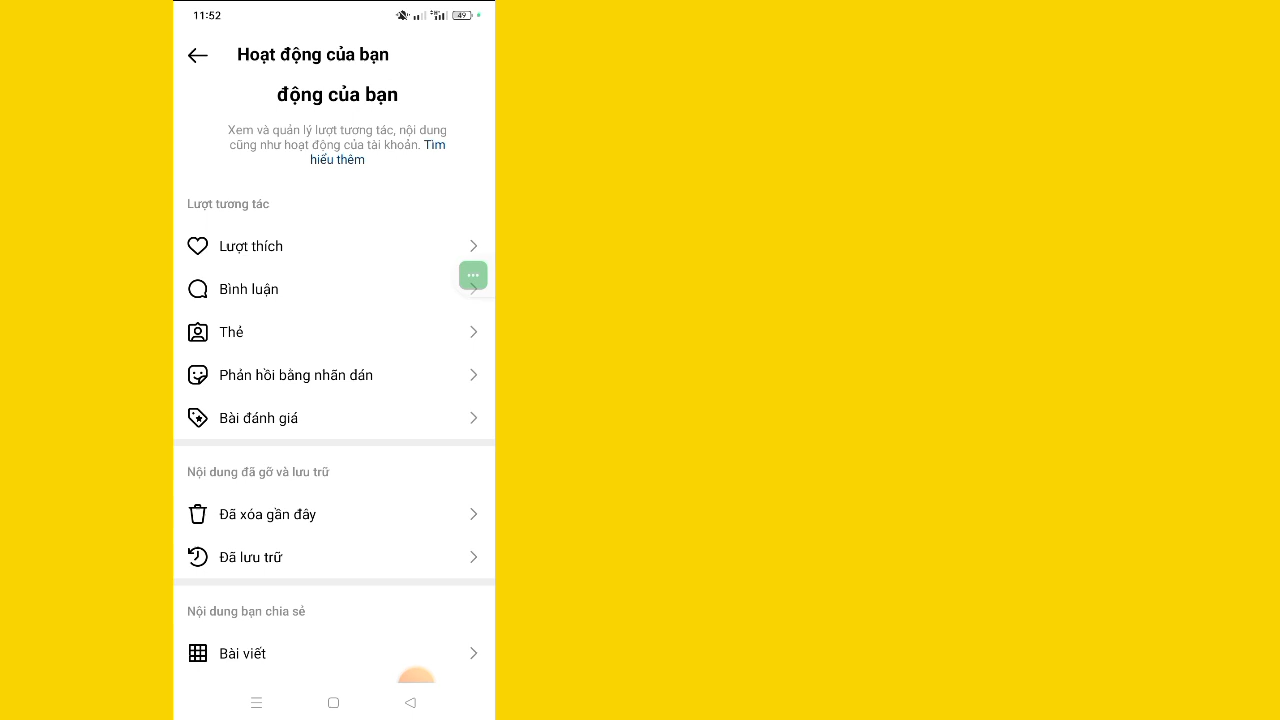 11:52
49
Hoạt động của bạn
động của bạn
Xem và quản lý lượt tương tác, nội dung
cũng như hoạt động của tài khoản. Tìm
hiểu thêm
Lượt tương tác
Lượt thích
Bình luận
Thẻ
Phản hồi bằng nhãn dán
Bài đánh giá
Nội dung đã gỡ và lưu trữ
Đã xóa gần đây
Đã lưu trữ
Nội dung bạn chia sẻ
Bài viết